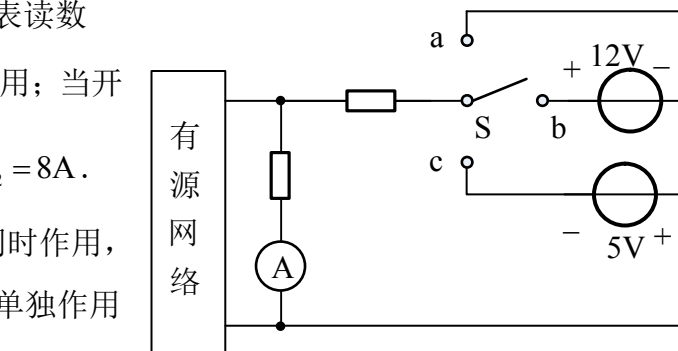 表读数
用；当开
= 8A．
同时作用，
单独作用
有
源
网
络
A
a
S
b
c
+ 12V −
− 5V +